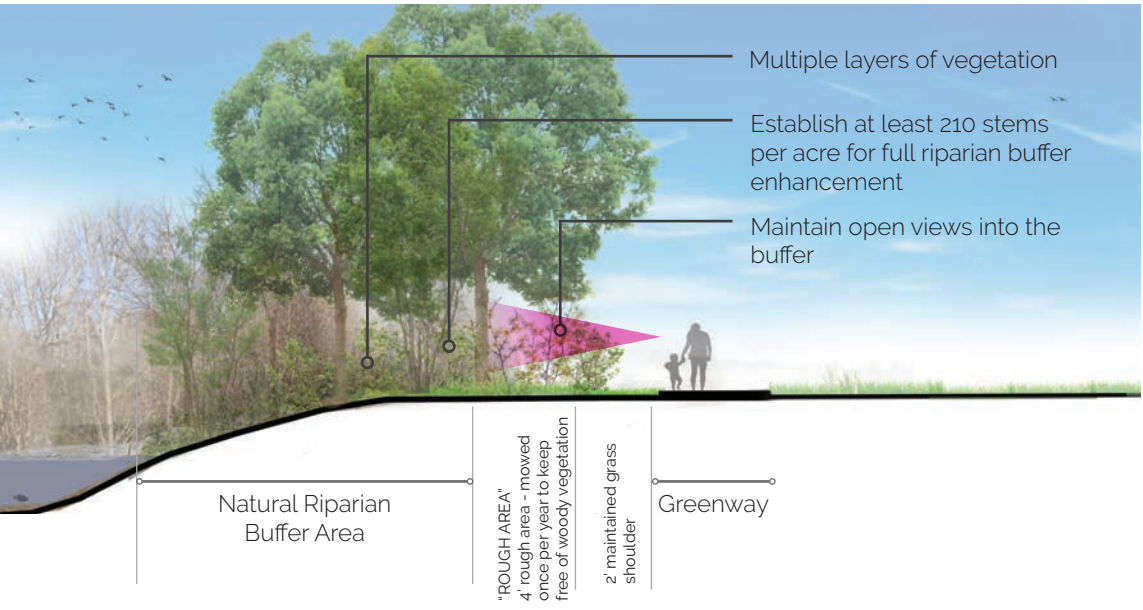 Multiple layers of vegetation
Establish at least 210 stems
per acre for full riparian buffer
enhancement
Maintain open views into the
buffer
Natural Riparian
Buffer Area
"ROUGH AREA"
4' rough area - mowed
once per year to keep
free of woody vegetation
2' maintained grass
shoulder
Greenway